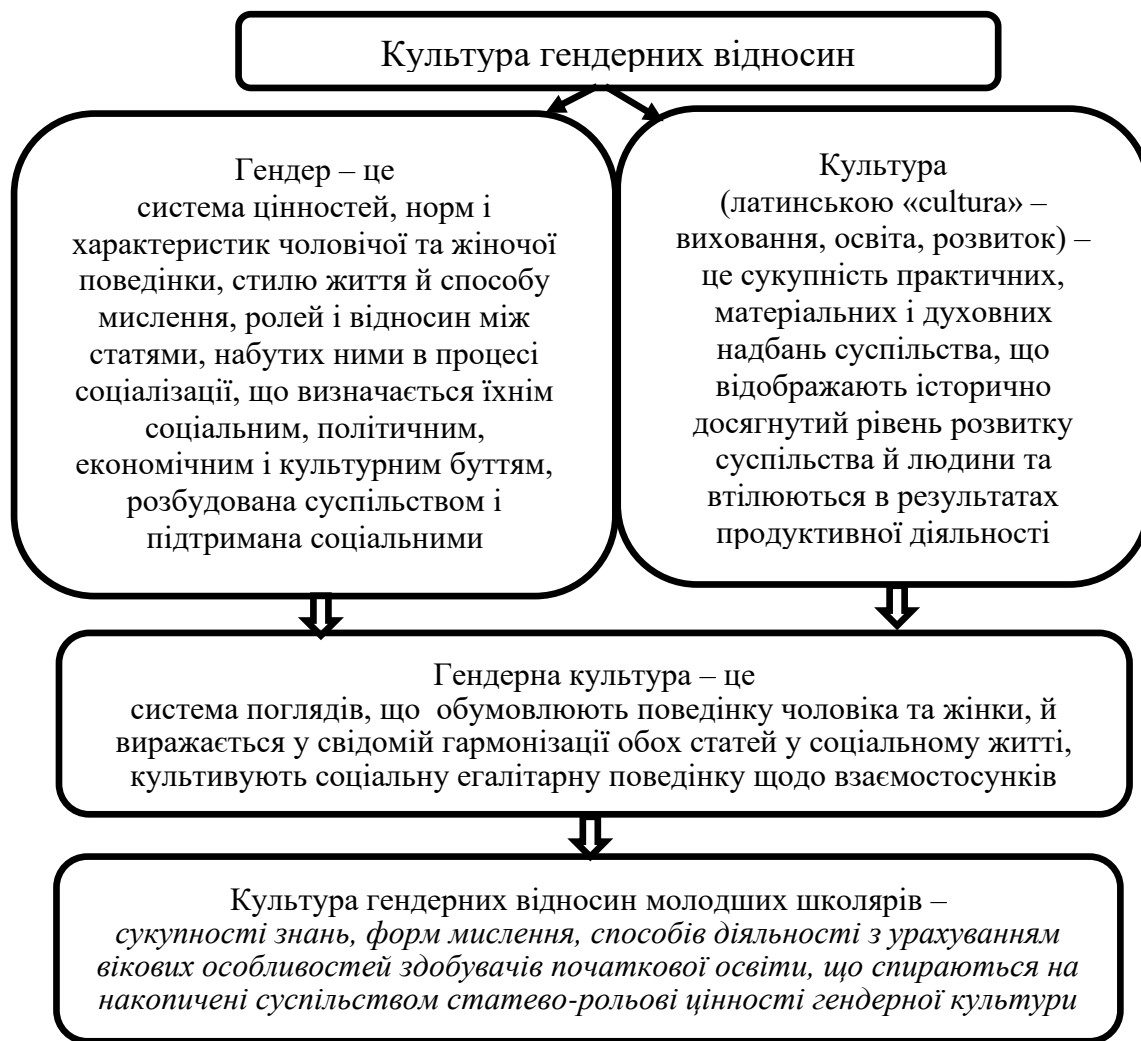 Культура гендерних відносин
Гендер – це
система цінностей, норм і
характеристик чоловічої та жіночої
поведінки, стилю життя й способу
мислення, ролей і відносин між
статями, набутих ними в процесі
соціалізації, що визначається їхнім
соціальним, політичним,
економічним і культурним буттям,
розбудована суспільством і
підтримана соціальними
Культура
(латинською «cultura» –
виховання, освіта, розвиток) –
це сукупність практичних,
матеріальних і духовних
надбань суспільства, що
відображають історично
досягнутий рівень розвитку
суспільства й людини та
втілюються в результатах
продуктивної діяльності
Гендерна культура – це
система поглядів, що  обумовлюють поведінку чоловіка та жінки, й
виражається у свідомій гармонізації обох статей у соціальному житті,
культивують соціальну егалітарну поведінку щодо взаємостосунків
Культура гендерних відносин молодших школярів –
сукупності знань, форм мислення, способів діяльності з урахуванням
вікових особливостей здобувачів початкової освіти, що спираються на
накопичені суспільством статево-рольові цінності гендерної культури